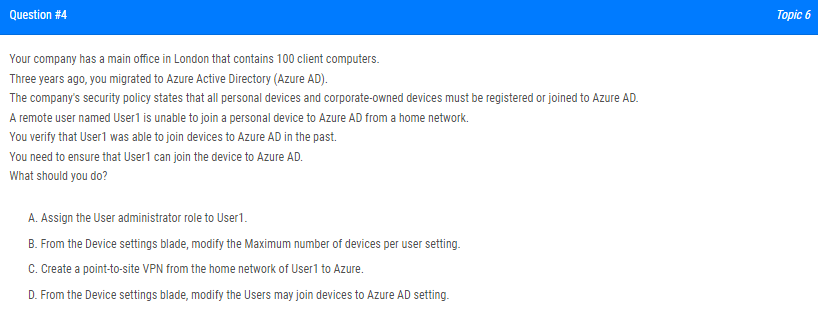 Question #4
Topic 6
Your company has a main office in London that contains 100 client computers.
Three years ago, you migrated to Azure Active Directory (Azure AD).
The company's security policy states that all personal devices and corporate-owned devices must be registered or joined to Azure AD.
A remote user named User1 is unable to join a personal device to Azure AD from a home network.
You verify that User1 was able to join devices to Azure AD in the past.
You need to ensure that User1 can join the device to Azure AD.
What should you do?
A. Assign the User administrator role to User1.
B. From the Device settings blade, modify the Maximum number of devices per user setting.
C. Create a point-to-site VPN from the home network of User1 to Azure.
D. From the Device settings blade, modify the Users may join devices to Azure AD setting.